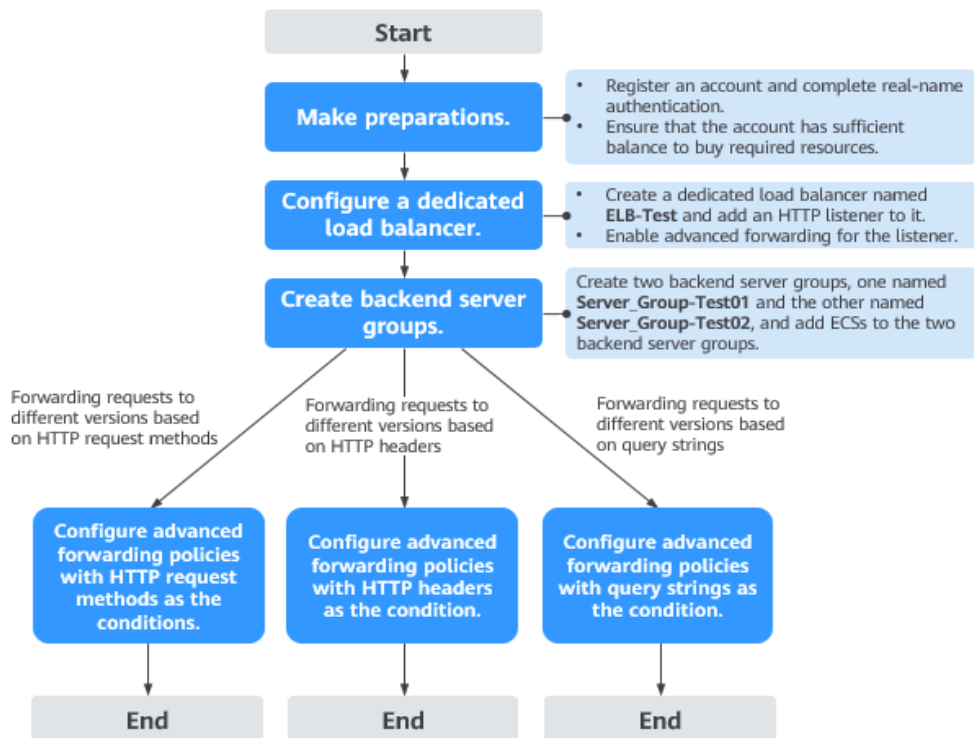 Start
Make preparations.
• Register an account and complete real-name
authentication.
• Ensure that the account has sufficient
balance to buy required resources.
Configure a dedicated
load balancer.
• Create a dedicated load balancer named
ELB-Test and add an HTTP listener to it.
• Enable advanced forwarding for the listener.
Create backend server
groups.
Create two backend server groups, one named
Server_Group-Test01 and the other named
Server_Group-Test02, and add ECSs to the two
backend server groups.
Forwarding requests to
different versions based
on HTTP request methods
Forwarding requests to
different versions based
on HTTP headers
Forwarding requests to
different versions based
on query strings
Configure advanced
forwarding policies
with HTTP request
methods as the
conditions.
Configure advanced
forwarding policies
with HTTP headers
as the condition.
Configure advanced
forwarding policies
with query strings as
the condition.
End
End
End